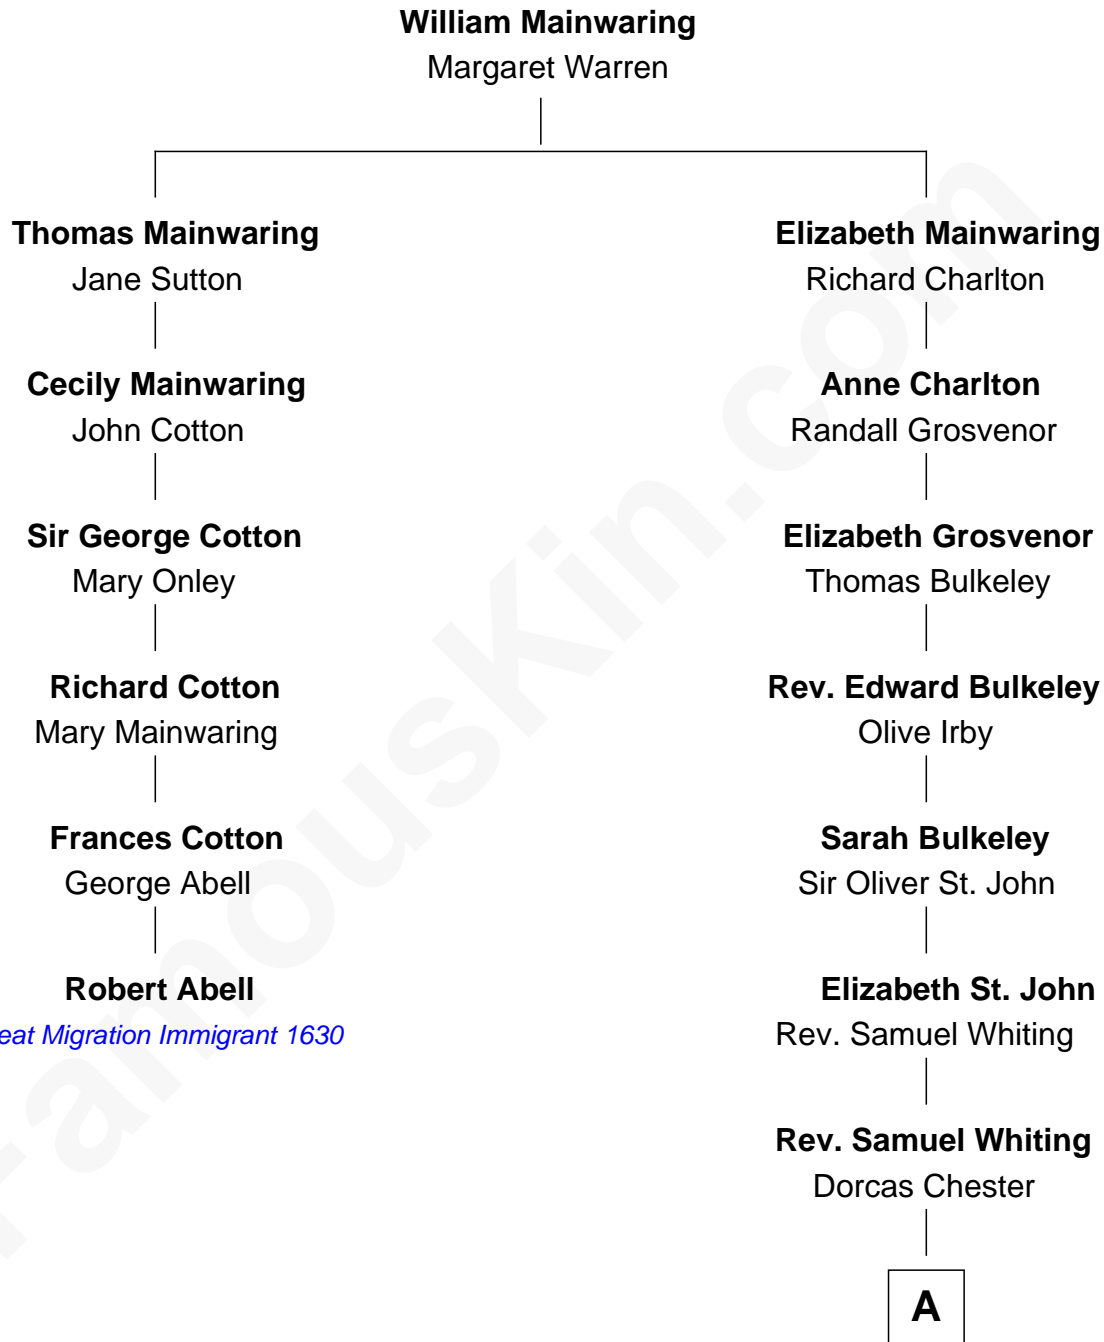 William Mainwaring
Margaret Warren
Thomas Mainwaring
Jane Sutton
Cecily Mainwaring
John Cotton
Sir George Cotton
Mary Onley
Richard Cotton
Mary Mainwaring
Frances Cotton
George Abell
Robert Abell
eat Migration Immigrant 1630
Elizabeth Mainwaring
Richard Charlton
Anne Charlton
Randall Grosvenor
Elizabeth Grosvenor
Thomas Bulkeley
Rev. Edward Bulkeley
Olive Irby
Sarah Bulkeley
Sir Oliver St. John
Elizabeth St. John
Rev. Samuel Whiting
Rev. Samuel Whiting
Dorcas Chester
A
FamousKin.com